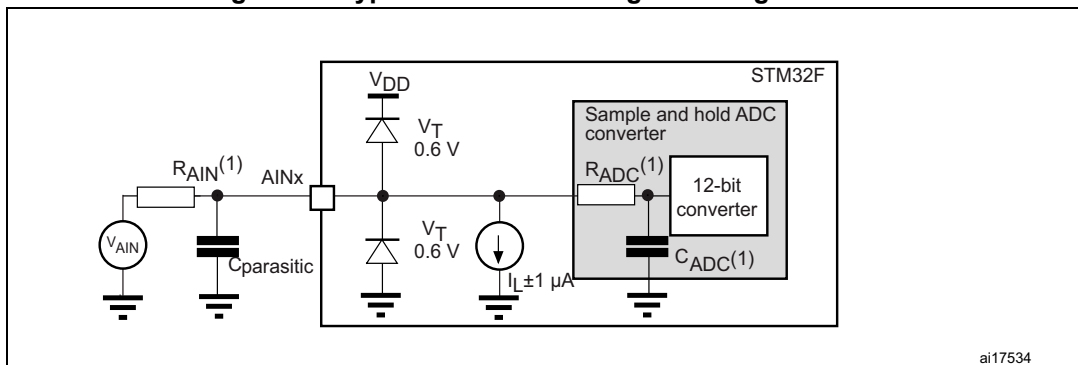 STM32F
VDD
Sample and hold ADC
converter
VT
0.6 V
RAIN(1)
AINx
RADC(1)
12-bit
converter
VAIN
Cparasitic
VT
0.6 V
IL±1 µA
CADC(1)
ai17534